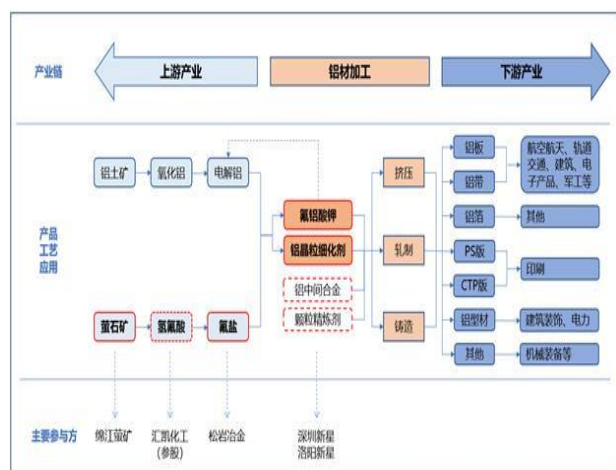 产业链
上游产业
铝材加工
下游产业
产品
工艺
应用
铝土矿
氧化铝
电解铝
萤石矿
氢氟酸
氟盐
氟铝酸钾
铝晶粒细化剂
铝中间合金
颗粒精炼剂
挤压
轧制
铸造
铝板
铝带
铝箔
PS版
CTP版
铝型材
其他
航空航天、轨道
交通、建筑、电
子产品、军工等
其他
印刷
建筑装饰、电力
机械装备等
主要参与方
绵江萤矿
汇凯化工
(参股)
松岩冶金
深圳新星
洛阳新星